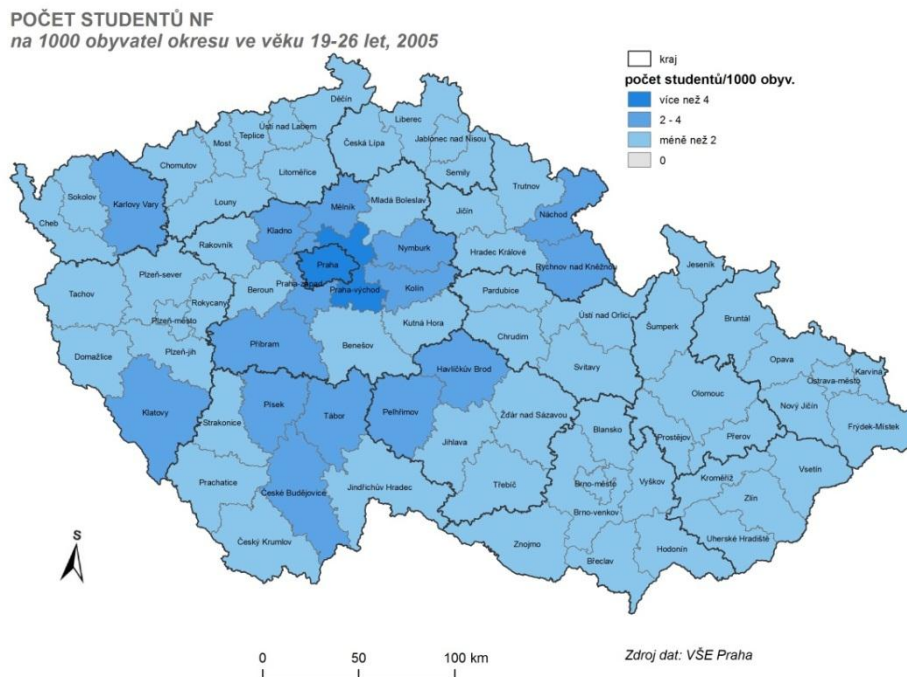 POČET STUDENTŮ NF
na 1000 obyvatel okresu ve věku 19-26 let, 2005
kraj
počet studentů/1000 obyv.
více než 4
2 - 4
méně než 2
0
Děčín
Liberec
Ústí nad Labem
Teplice
Most
Česká Lípa
Jablonec nad Nisou
Chomutov
Litoměřice
Semily
Trutnov
Sokolov
Karlovy Vary
Louny
Mělník
Mladá Boleslav
Jičín
Náchod
Cheb
Kladno
Rakovník
Nymburk
Hradec Králové
Rychnov nad Kněžnou
Praha
Jeseník
Plzeň-sever
Beroun
Praha-západ
Praha-východ
Kolín
Pardubice
Tachov
Rokycany
Ústí nad Orlicí
Bruntál
Plzeň-město
Kutná Hora
Chrudim
Šumperk
Domažlice
Plzeň-jih
Příbram
Benešov
Opava
Karviná
Svitavy
Havlíčkův Brod
Ostrava-město
Olomouc
Nový Jičín
Klatovy
Písek
Tábor
Pelhřimov
Žďár nad Sázavou
Strakonice
Blansko
Prostějov
Přerov
Frýdek-Místek
Jihlava
Vsetín
Prachatice
České Budějovice
Jindřichův Hradec
Třebíč
Brno-město
Vyškov
Kroměříž
Zlín
Brno-venkov
Český Krumlov
Znojmo
Uherské Hradiště
Břeclav
Hodonín
S
0 50 100 km
Zdroj dat: VŠE Praha